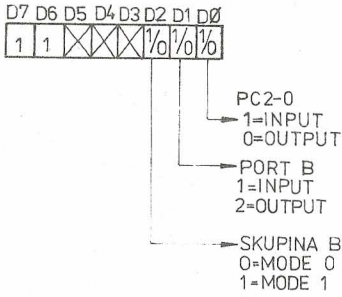 D7 D6 D5 D4 D3 D2 D1 DØ
1 1 1/0 1/0 1/0
PC2-0
1=INPUT
0=OUTPUT
PORT B
1=INPUT
2=OUTPUT
SKUPINA B
0=MODE 0
1=MODE 1